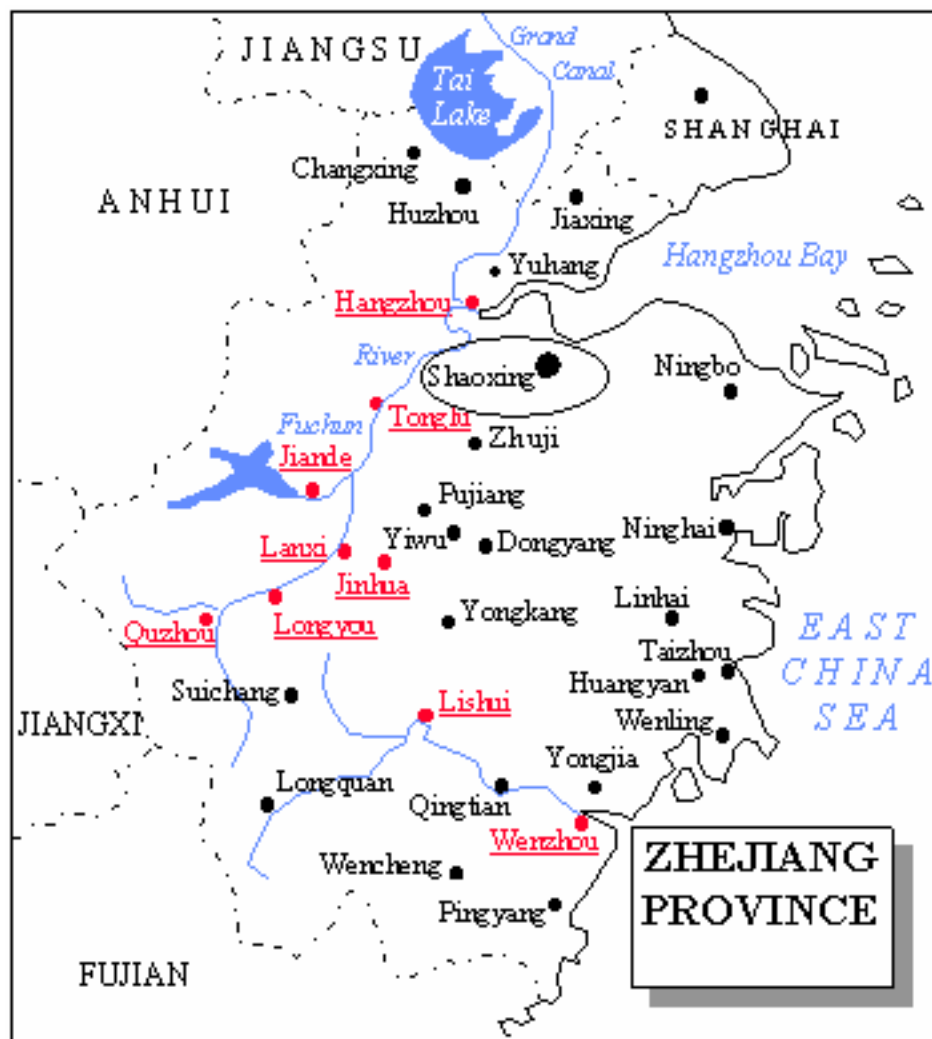 JIANGSU
Grand
Canal
Tai
Lake
SHANGHAI
Changxing
ANHUI
Huzhou
Jiaxing
Hangzhou Bay
Yuhang
Hangzhou
River
Shaoxing
Ningbo
Tonglu
Fuchun
Zhuji
Jiande
Pujiang
Ninghai
Yiwu
Dongyang
Lanxi
Jinhua
Linhai
Yongkang
Longyou
Quzhou
EAST
CHINA
SEA
Taizhou
Huangyan
Suichang
Lishui
Wenling
JIANGXI
Yongjia
Longquan
Qingtian
Wenzhou
ZHEJIANG
PROVINCE
Wencheng
Pingyang
FUJIAN